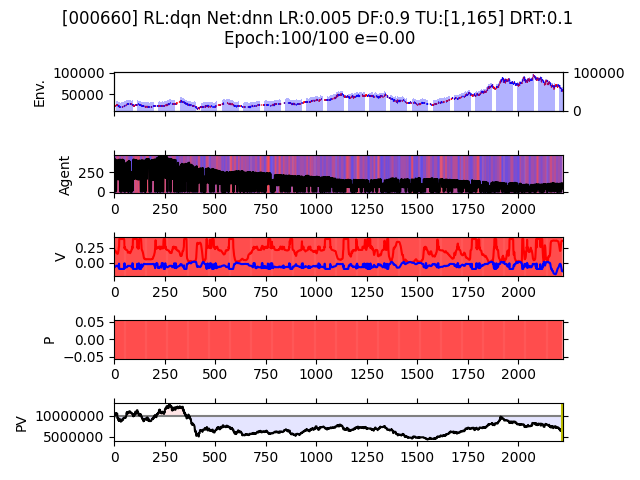 [000660] RL:dqn Net:dnn LR:0.005 DF:0.9 TU:[1,165] DRT:0.1
Epoch:100/100 e=0.00
100000 100000
Env. 50000
0
Agent 250
0
0 250 500 750 1000 1250 1500 1750 2000
V 0.25
0.00
0 250 500 750 1000 1250 1500 1750 2000
0.05
P 0.00
−0.05
0 250 500 750 1000 1250 1500 1750 2000
PV 10000000
5000000
0 250 500 750 1000 1250 1500 1750 2000